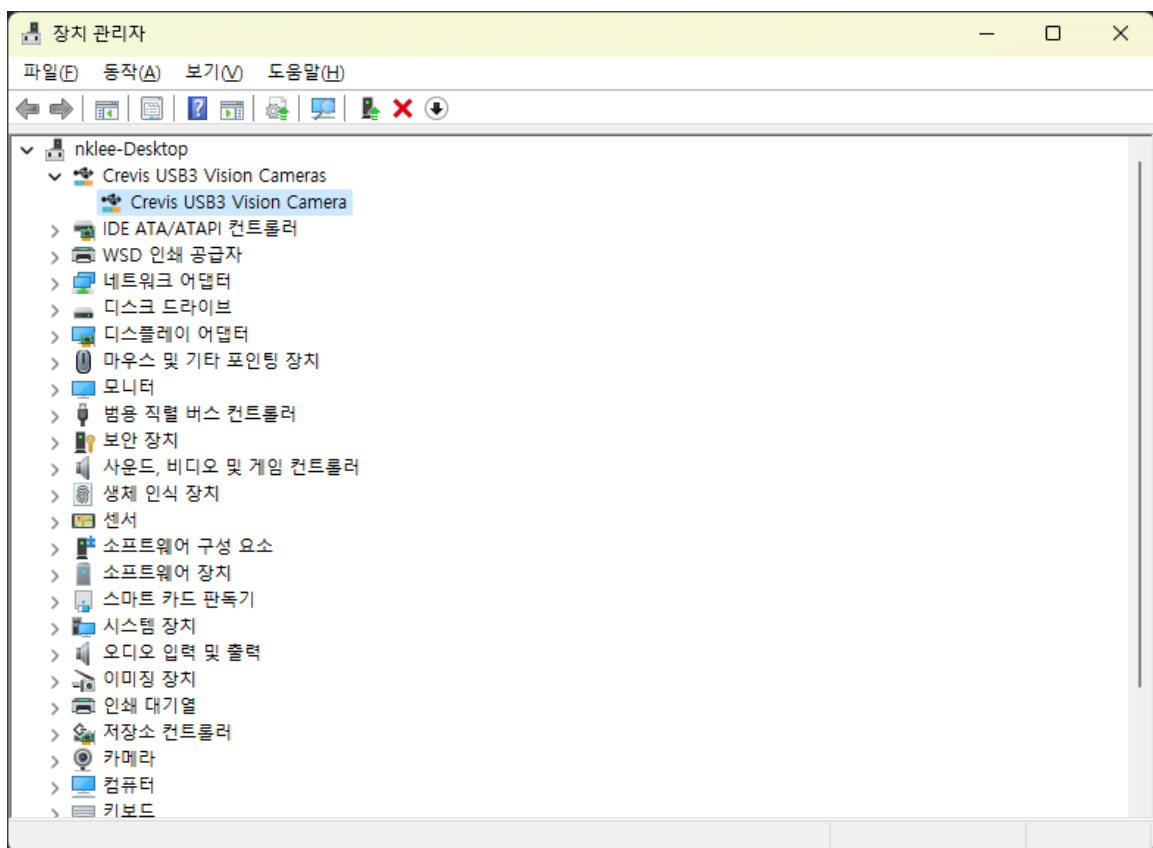 장치 관리자
파일(F) 동작(A) 보기(V) 도움말(H)
nklee-Desktop
Crevis USB3 Vision Cameras
Crevis USB3 Vision Camera
IDE ATA/ATAPI 컨트롤러
WSD 인쇄 공급자
네트워크 어댑터
디스크 드라이브
디스플레이 어댑터
마우스 및 기타 포인팅 장치
모니터
범용 직렬 버스 컨트롤러
보안 장치
사운드, 비디오 및 게임 컨트롤러
생체 인식 장치
센서
소프트웨어 구성 요소
소프트웨어 장치
스마트 카드 판독기
시스템 장치
오디오 입력 및 출력
이미징 장치
인쇄 대기열
저장소 컨트롤러
카메라
컴퓨터
키보드